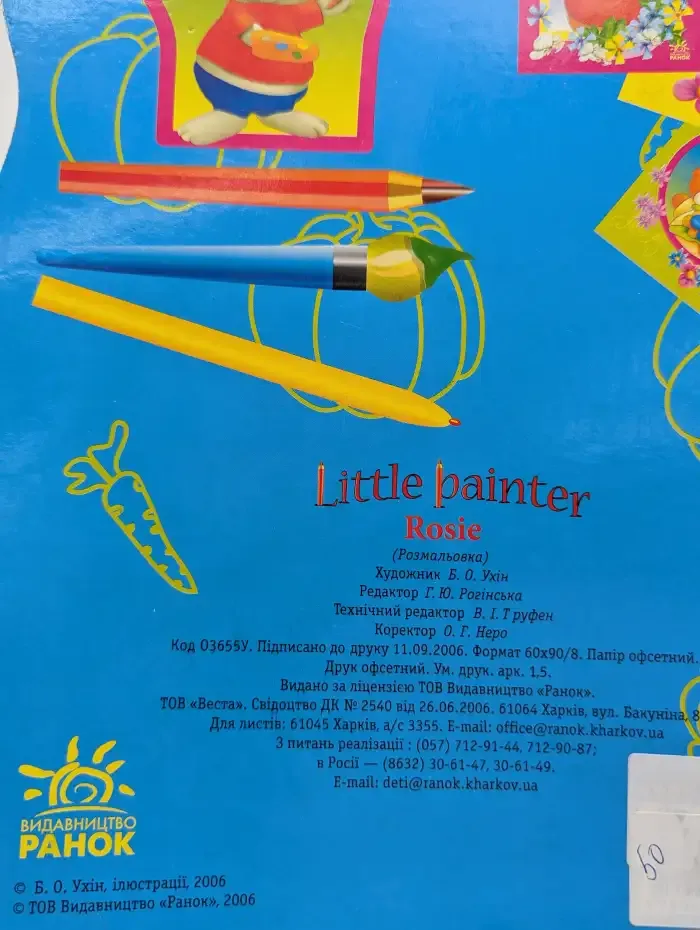 РАНОК
Little painter
Rosie
(Розмальовка)
Художник Б. О. Ухін
Редактор Г. Ю. Рогінська
Технічний редактор В. І. Труфен
Коректор О. Г. Неро
Код О3655У. Підписано до друку 11.09.2006. Формат 60х90/8. Папір офсетний.
Друк офсетний. Ум. друк. арк. 1,5.
Видано за ліцензією ТОВ Видавництво «Ранок».
ТОВ «Веста». Свідоцтво ДК № 2540 від 26.06.2006. 61064 Харків, вул. Бакуніна, 8
Для листів: 61045 Харків, а/с 3355. E-mail: office@ranok.kharkov.ua
З питань реалізації : (057) 712-91-44, 712-90-87;
в Росії — (8632) 30-61-47, 30-61-49.
E-mail: deti@ranok.kharkov.ua
ВИДАВНИЦТВО
РАНОК
50
© Б. О. Ухін, ілюстрації, 2006
© ТОВ Видавництво «Ранок», 2006